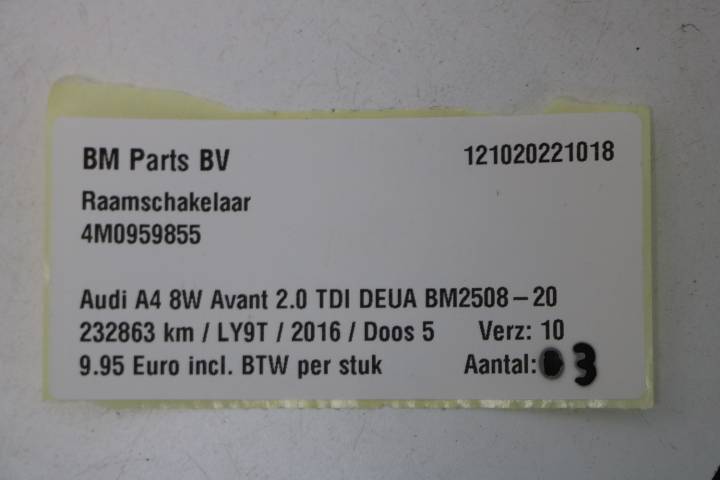 BM Parts BV 121020221018
Raamschakelaar
4M0959855
Audi A4 8W Avant 2.0 TDI DEUA BM2508-20
232863 km / LY9T / 2016 / Doos 5 Verz: 10
9.95 Euro incl. BTW per stuk Aantal: 3